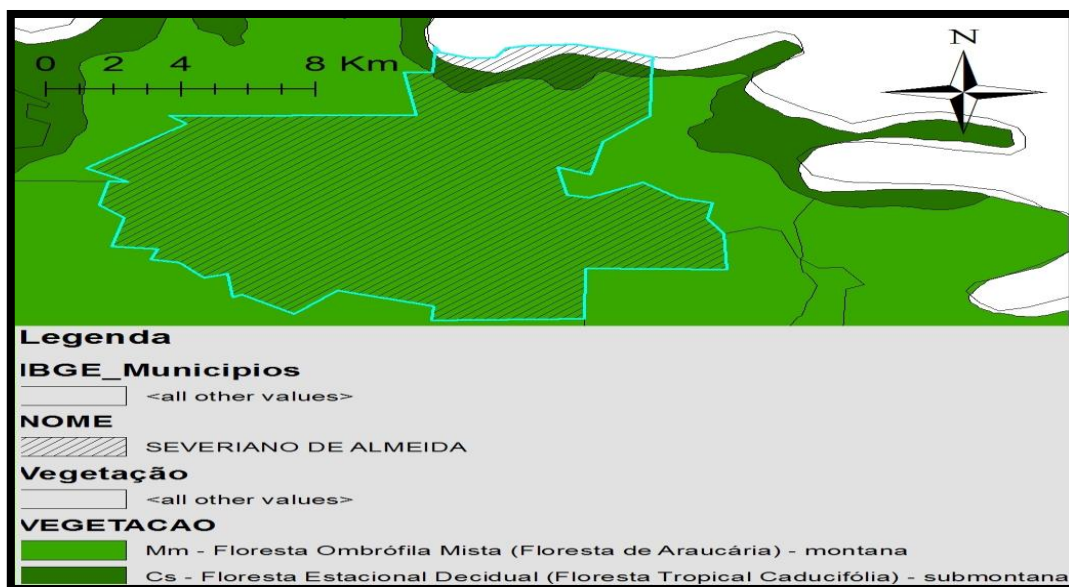 N
0 2 4 8 Km
Legenda
IBGE_Municipios
<all other values>
NOME
SEVERIANO DE ALMEIDA
Vegetação
<all other values>
VEGETACAO
Mm - Floresta Ombrófila Mista (Floresta de Araucária) - montana
Cs - Floresta Estacional Decidual (Floresta Tropical Caducifólia) - submontana